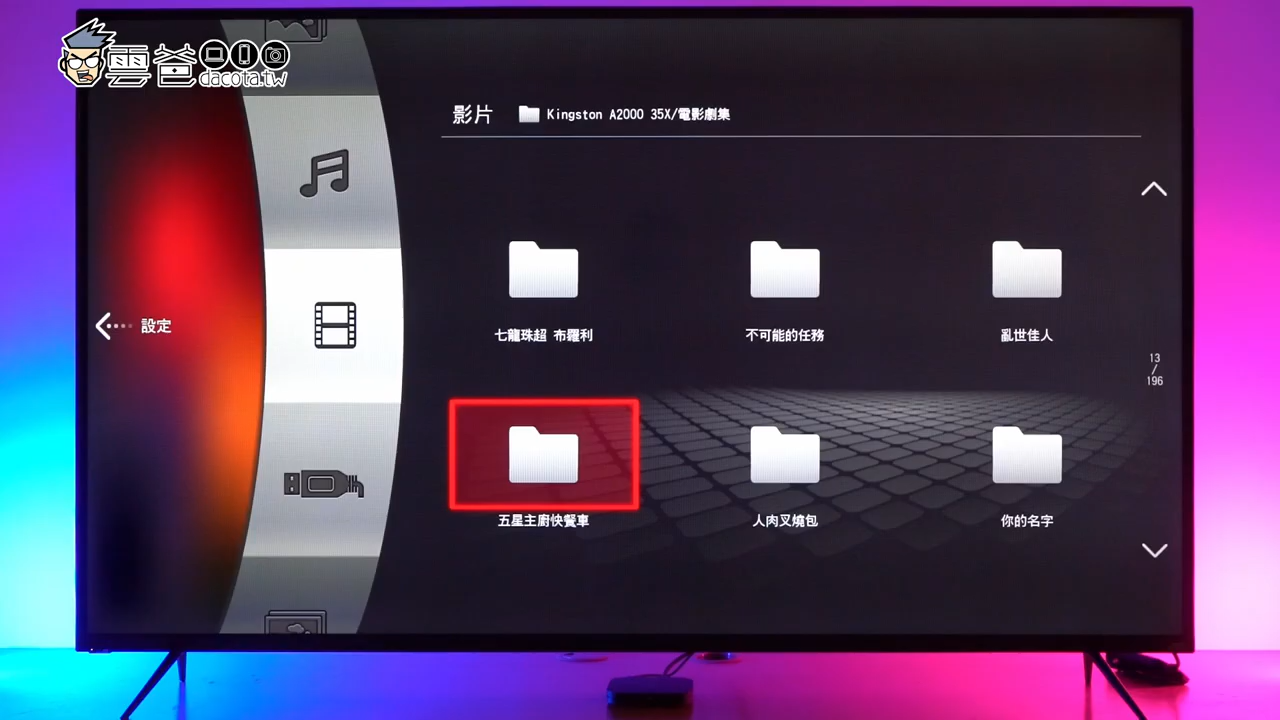 雲爸
dacota.tw
影片 Kingston A2000 35X/電影劇集
設定
七龍珠超 布羅利
不可能的任務
亂世佳人
13
/
196
五星主廚快餐車
人肉叉燒包
你的名字